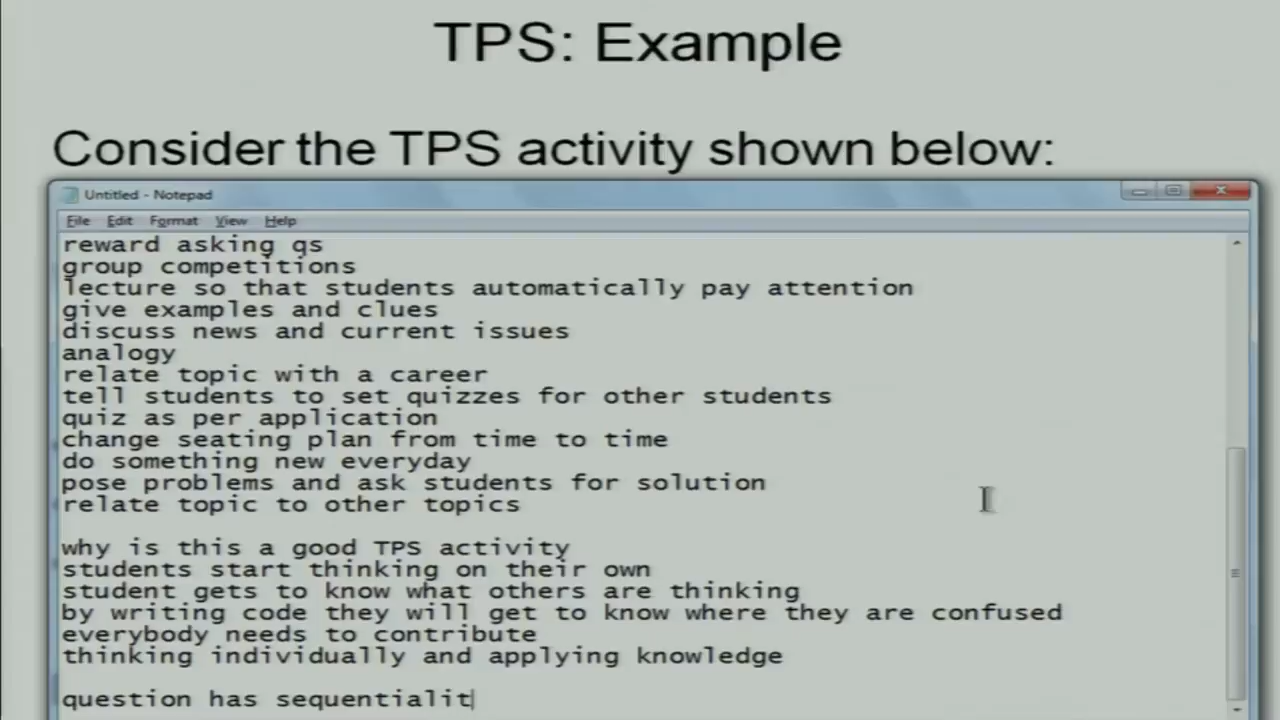 TPS: Example
Consider the TPS activity shown below:
Untitled - Notepad
File Edit Format View Help
reward asking qs
group competitions
lecture so that students automatically pay attention
give examples and clues
discuss news and current issues
analogy
relate topic with a career
tell students to set quizzes for other students
quiz as per application
change seating plan from time to time
do something new everyday
pose problems and ask students for solution
relate topic to other topics
why is this a good TPS activity
students start thinking on their own
student gets to know what others are thinking
by writing code they will get to know where they are confused
everybody needs to contribute
thinking individually and applying knowledge
question has sequentialit